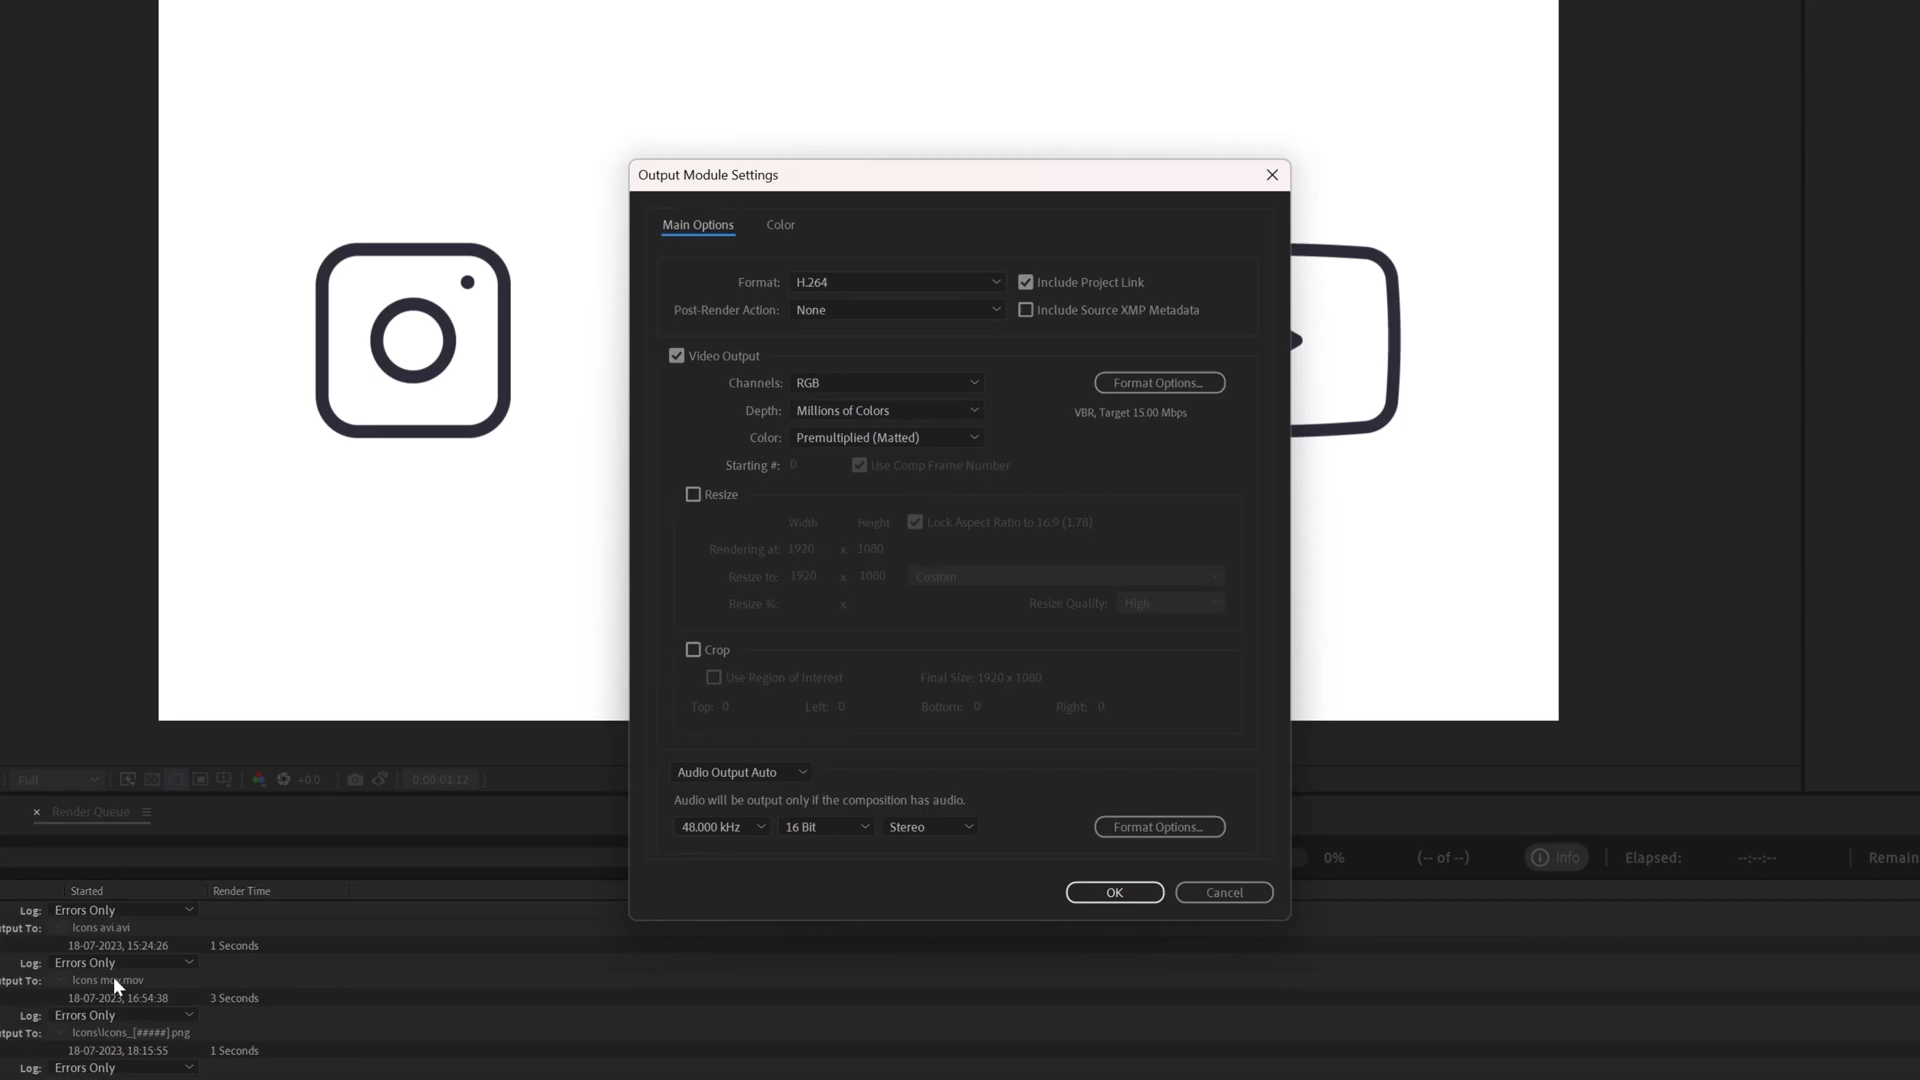 Output Module Settings
Main Options Color
Format: H.264 Include Project Link
Post-Render Action: None Include Source XMP Metadata
Video Output
Channels: RGB Format Options...
Depth: Millions of Colors VBR, Target 15.00 Mbps
Color: Premultiplied (Matted)
Starting #: 0 Use Comp Frame Number
Resize
Width Height Lock Aspect Ratio to 16:9 (1.78)
Rendering at: 1920 x 1080
Resize to: 1920 x 1080 Custom
Resize %: x Resize Quality: High
Crop
Use Region of Interest Final Size: 1920 x 1080
Top: 0 Left: 0 Bottom: 0 Right: 0
Audio Output Auto
Audio will be output only if the composition has audio.
48.000 kHz 16 Bit Stereo Format Options...
OK Cancel
Full +0.0 0:00:01:12
Render Queue
0% (-- of --) Info Elapsed: --:--:-- Remain
Started Render Time
Log: Errors Only
utput To: Icons avi.avi
18-07-2023, 15:24:26 1 Seconds
Log: Errors Only
utput To: Icons mov.mov
18-07-2023, 16:54:38 3 Seconds
Log: Errors Only
utput To: Icons\Icons_[#####].png
18-07-2023, 18:15:55 1 Seconds
Log: Errors Only